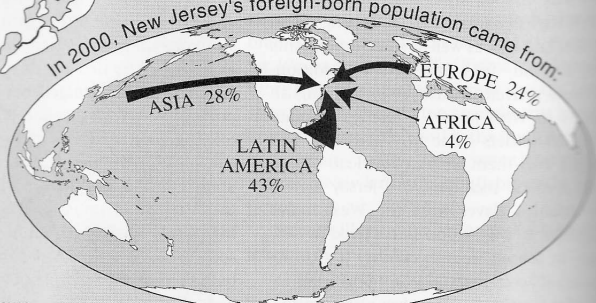 In 2000, New Jersey's foreign-born population came from:
ASIA 28%
EUROPE 24%
AFRICA
4%
LATIN
AMERICA
43%